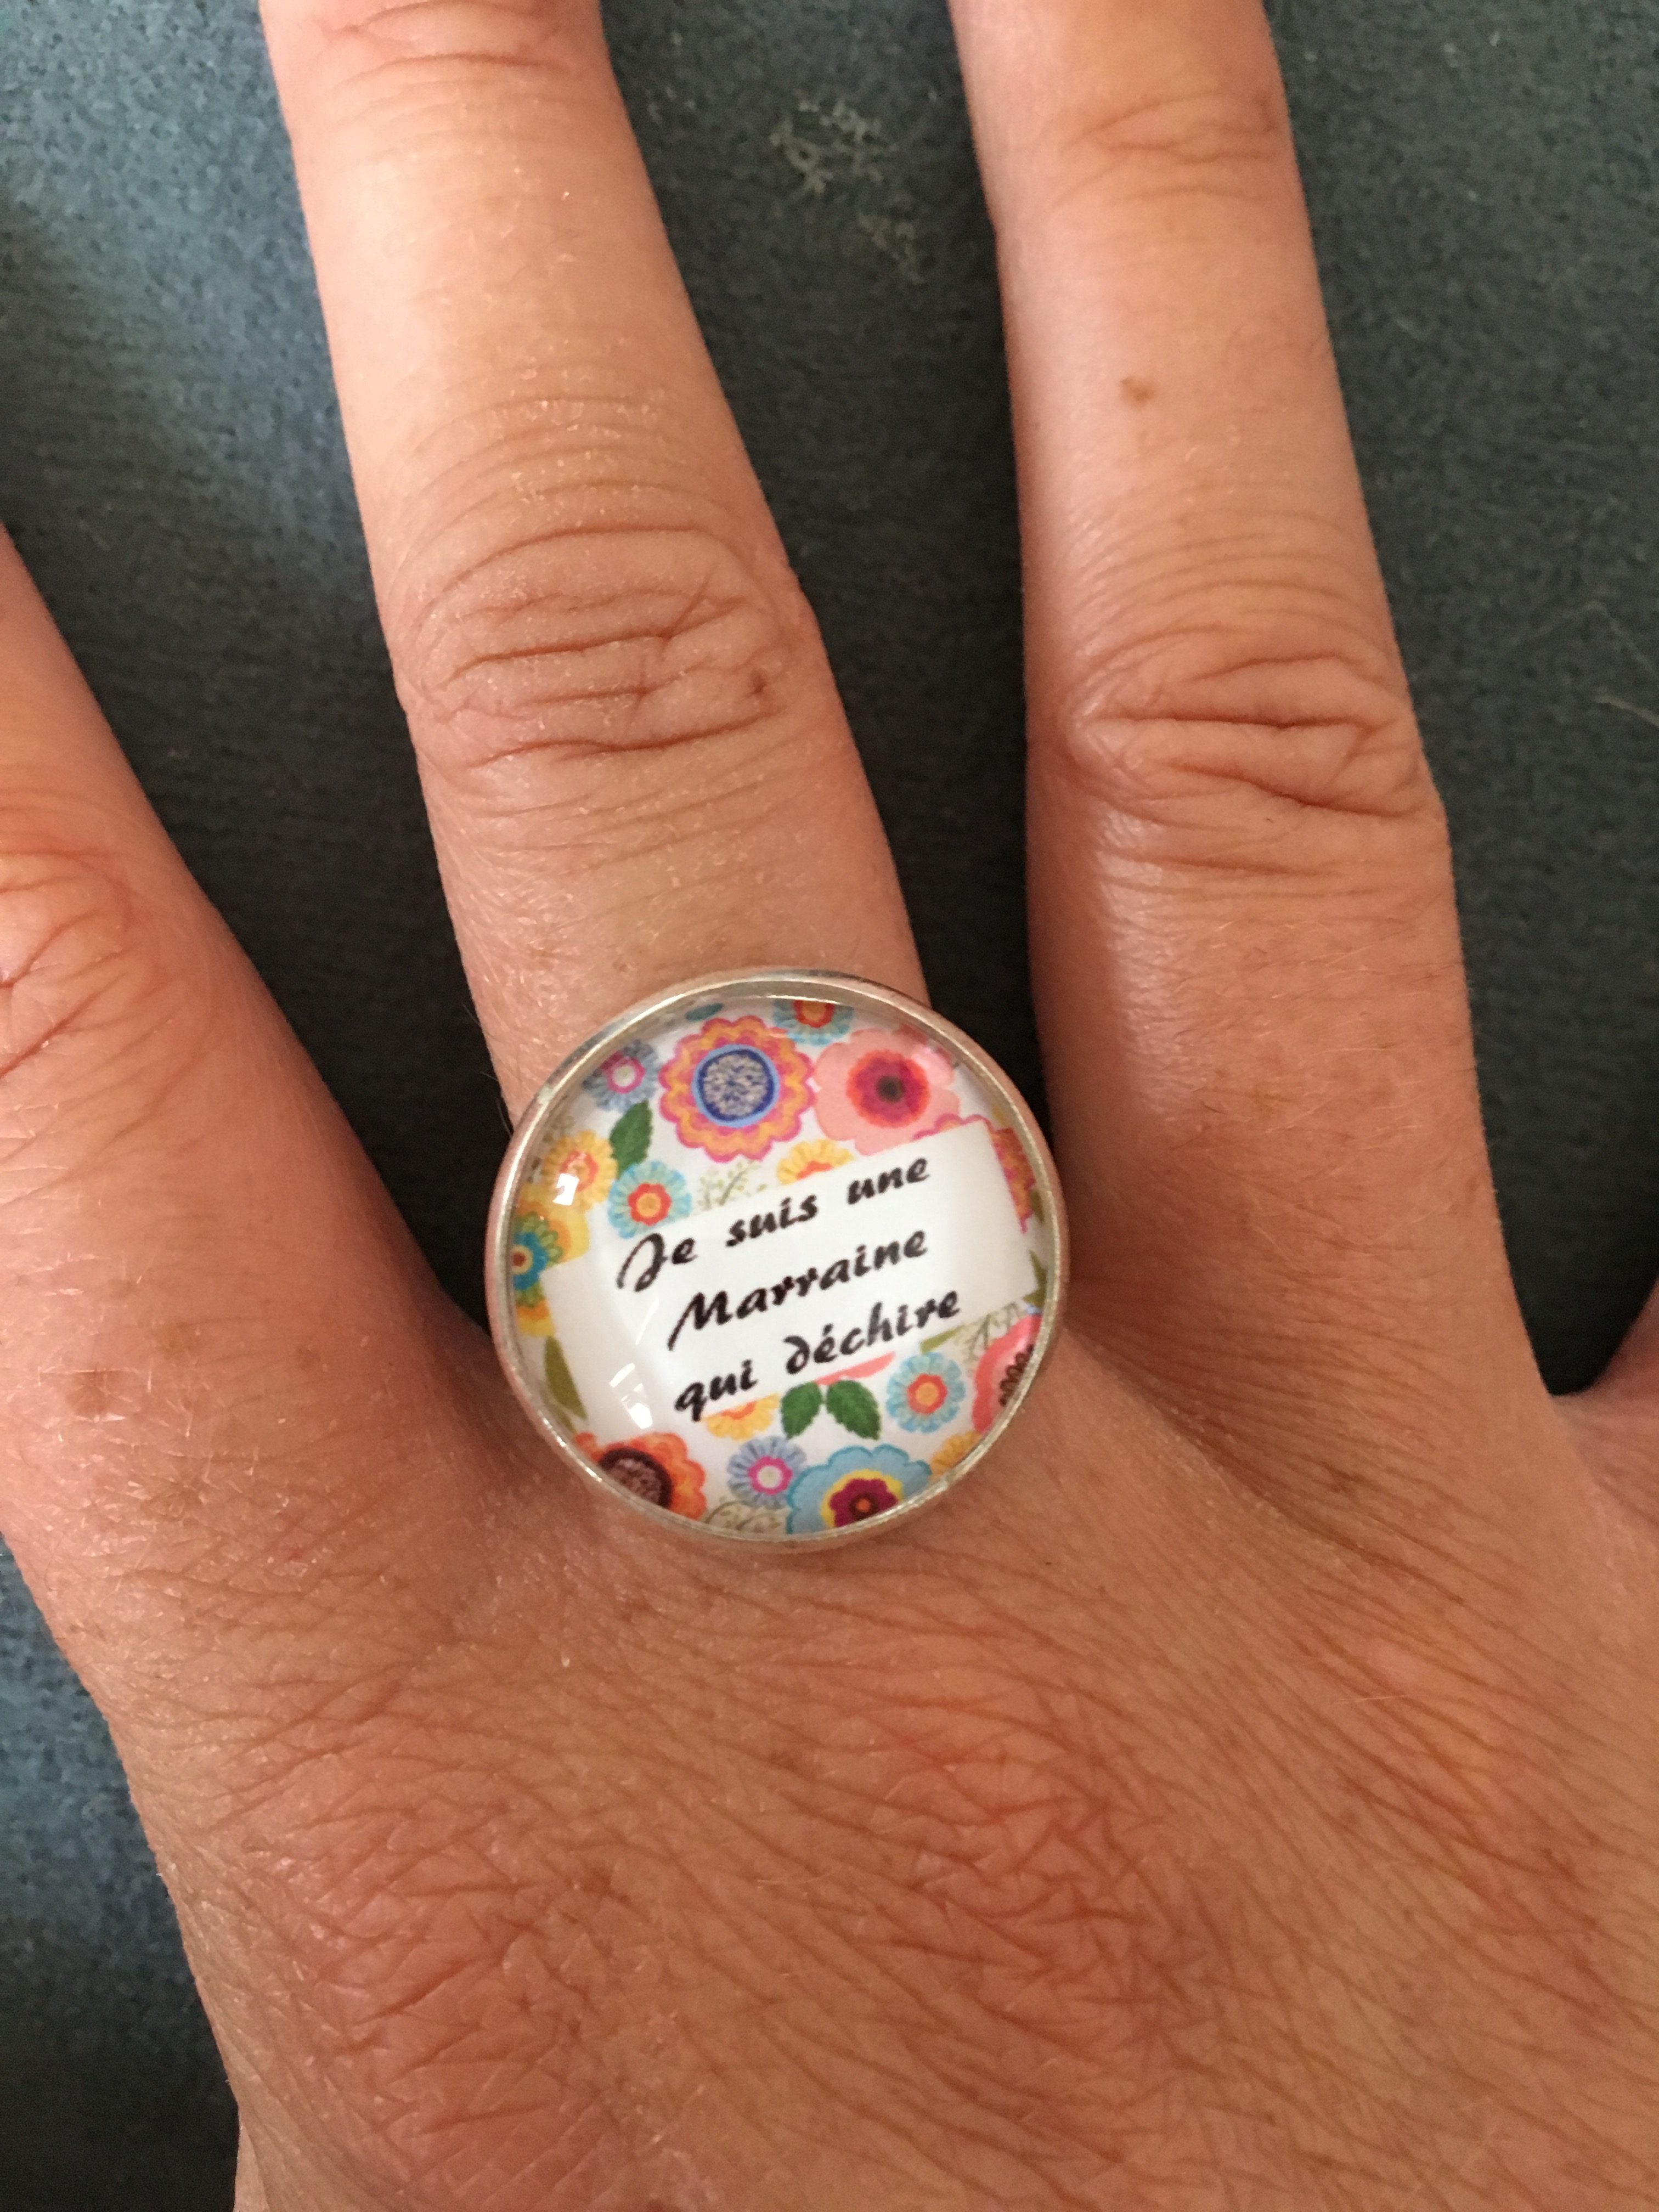 Je suis une
Marraine
qui déchire